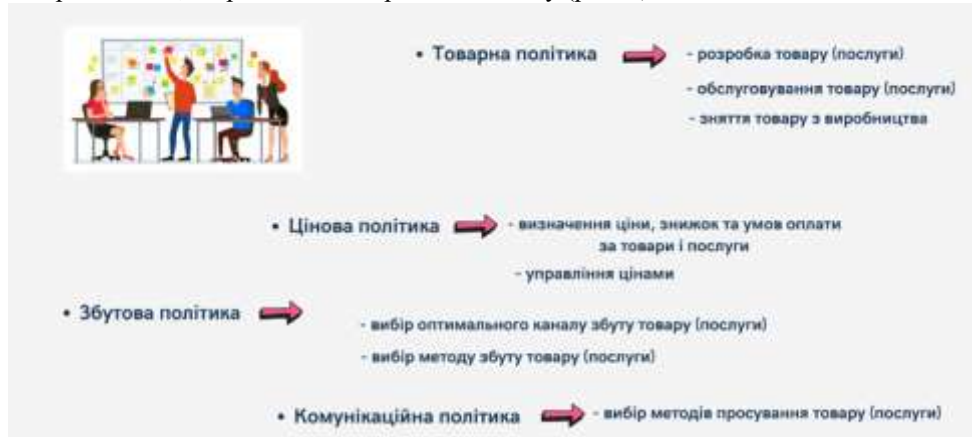 • Товарна політика
- розробка товару (послуги)
- обслуговування товару (послуги)
- зняття товару з виробництва
• Цінова політика
- визначення ціни, знижок та умов оплати
за товари і послуги
- управління цінами
• Збутова політика
- вибір оптимального каналу збуту товару (послуги)
- вибір методу збуту товару (послуги)
• Комунікаційна політика
- вибір методів просування товару (послуги)